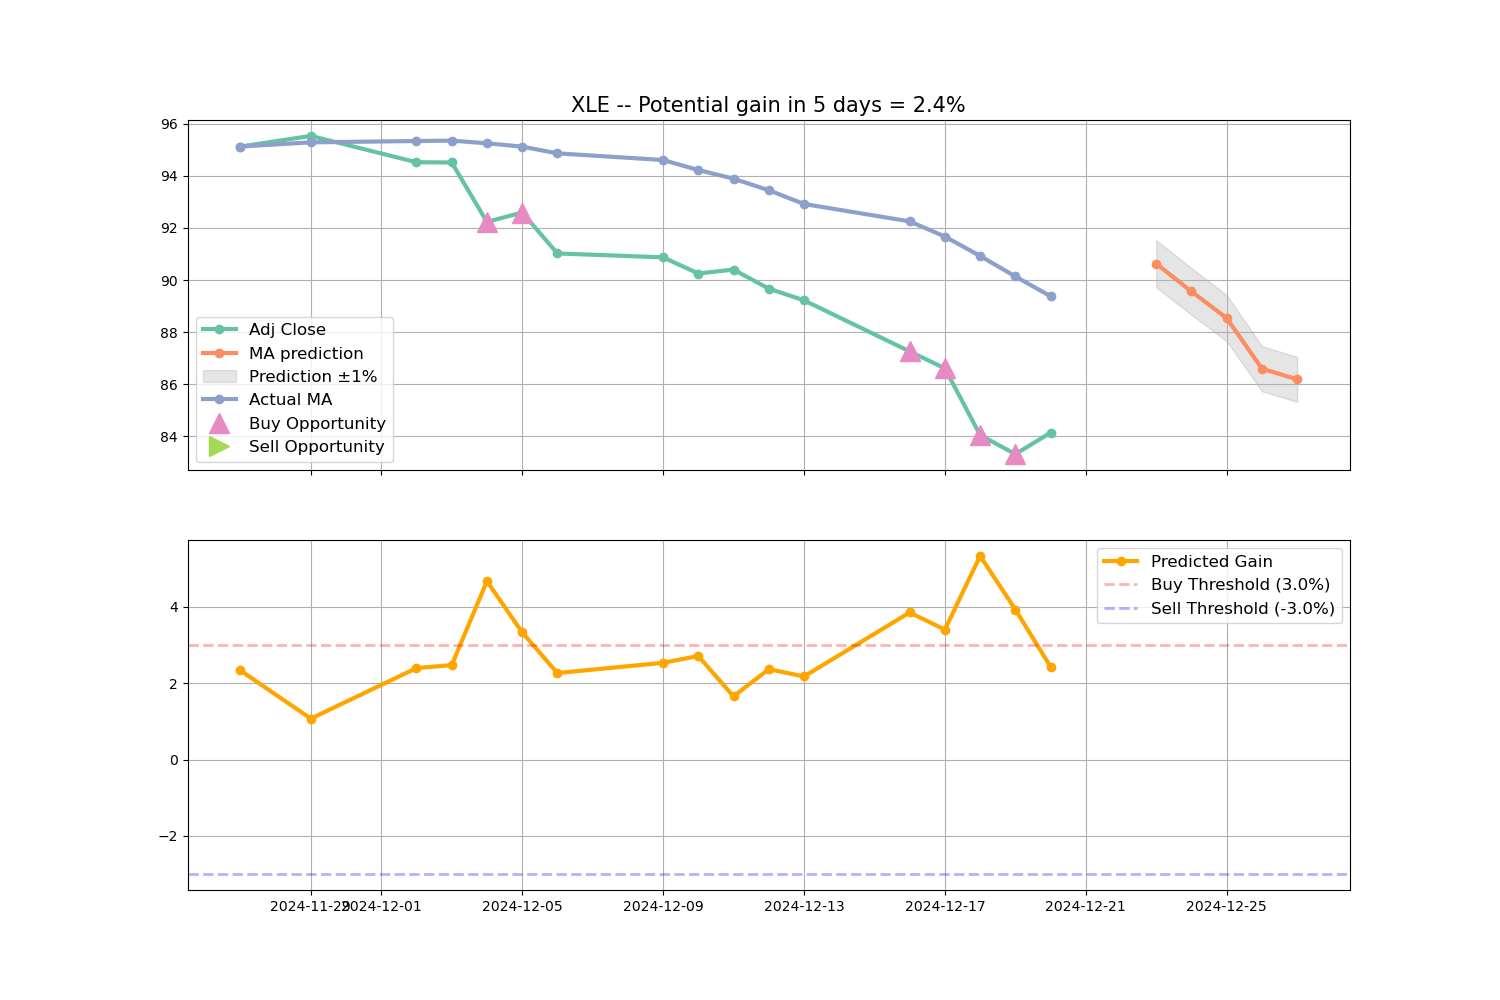 XLE -- Potential gain in 5 days = 2.4%
96
94
92
90
88
86
84
Adj Close
MA prediction
Prediction ±1%
Actual MA
Buy Opportunity
Sell Opportunity
4
2
0
−2
Predicted Gain
Buy Threshold (3.0%)
Sell Threshold (-3.0%)
2024-11-29 2024-12-01 2024-12-05 2024-12-09 2024-12-13 2024-12-17 2024-12-21 2024-12-25